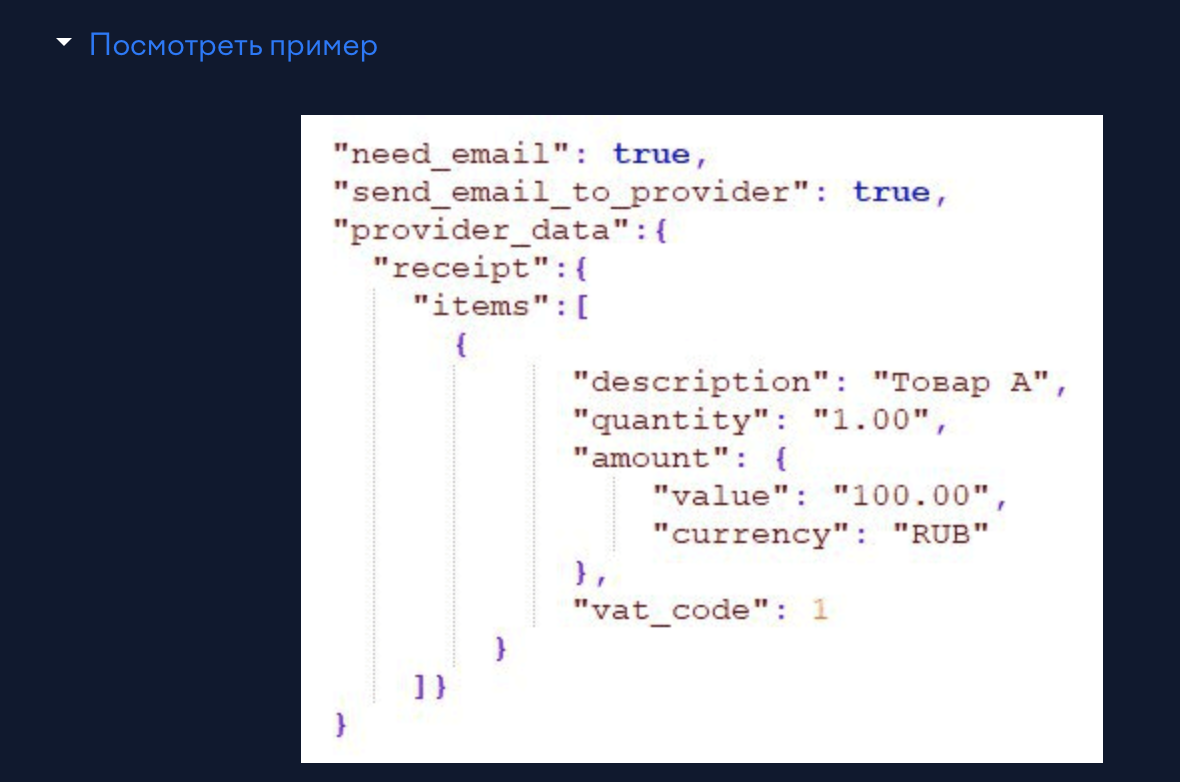 Посмотреть пример
"need_email": true,
"send_email_to_provider": true,
"provider_data":{
"receipt":{
"items":[
{
"description": "Товар А",
"quantity": "1.00",
"amount": {
"value": "100.00",
"currency": "RUB"
},
"vat_code": 1
}
]}
}